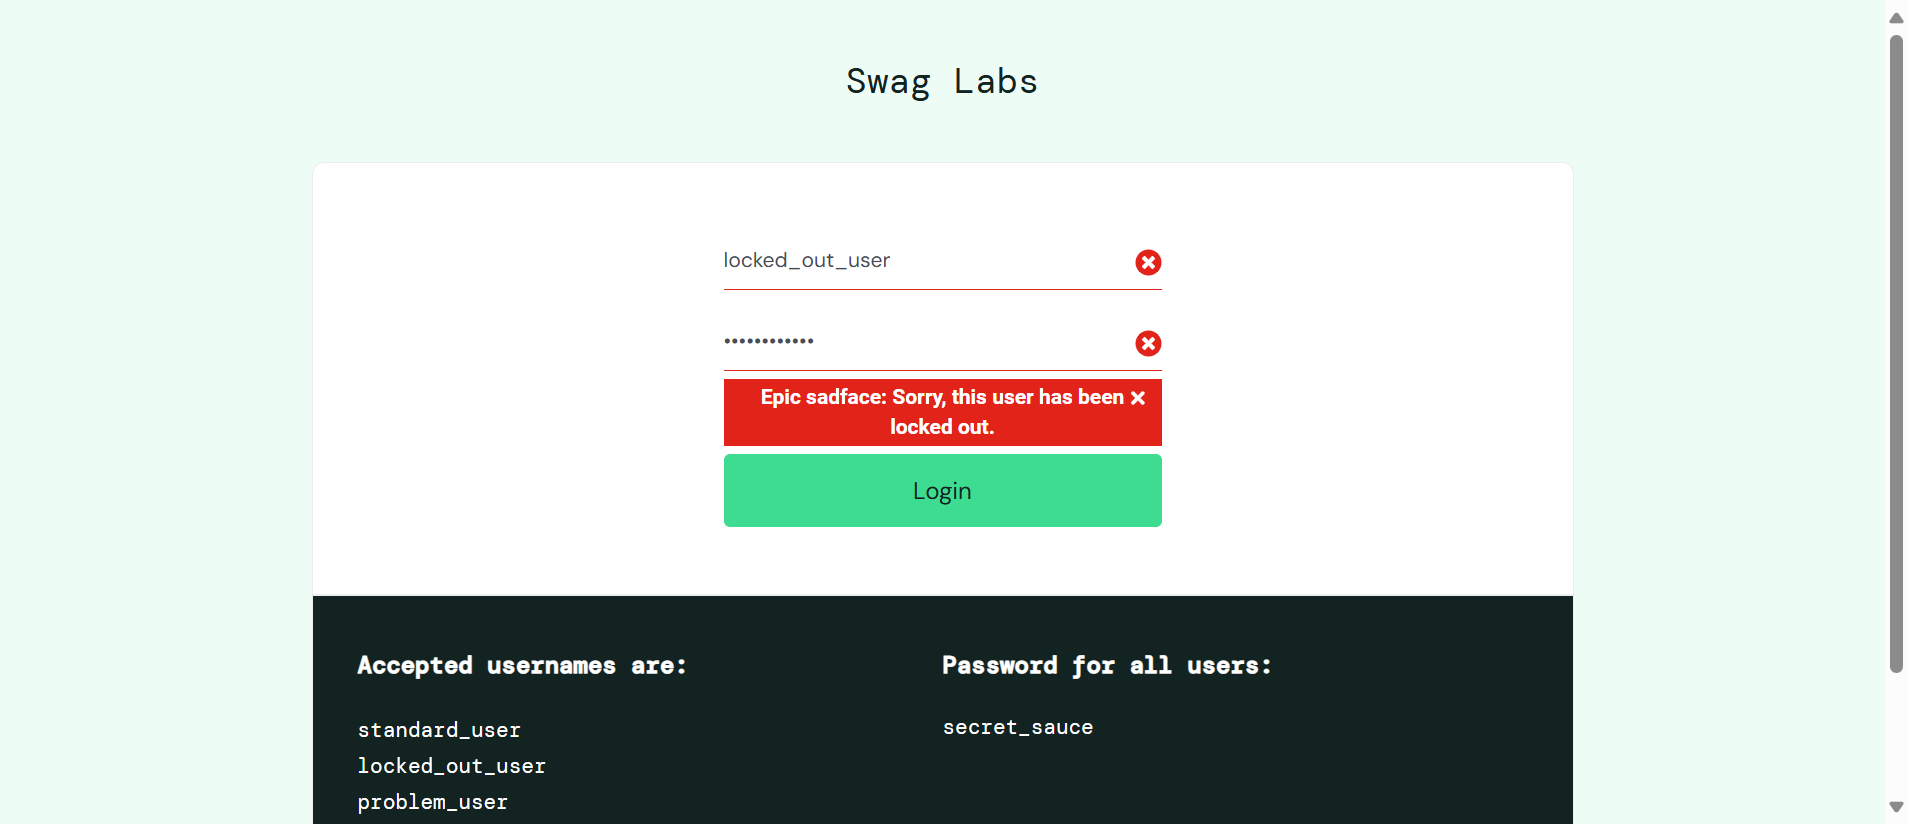 Swag Labs
locked_out_user
••••••••••••
Epic sadface: Sorry, this user has been
locked out.
Login
Accepted usernames are:
standard_user
locked_out_user
problem_user
Password for all users:
secret_sauce